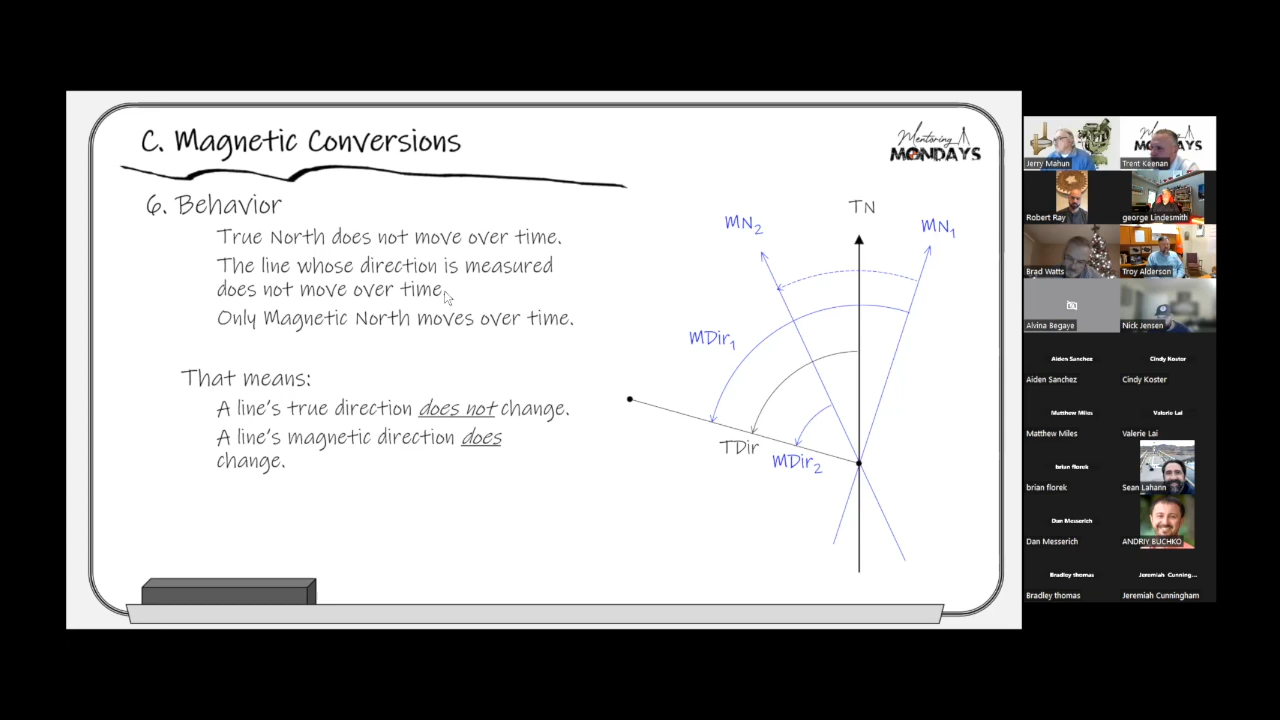 C. Magnetic Conversions
Mentoring
MONDAYS
6. Behavior
True North does not move over time.
The line whose direction is measured
does not move over time.
Only Magnetic North moves over time.
That means:
A line's true direction does not change.
A line's magnetic direction does
change.
TN
MN2
MN1
MDir1
TDir
MDir2
Mentoring
MONDAYS
Jerry Mahun
Trent Keenan
Robert Ray
george Lindesmith
Brad Watts
Troy Alderson
Alvina Begaye
Nick Jensen
Aiden Sanchez
Cindy Koster
Aiden Sanchez
Cindy Koster
Matthew Miles
Valerie Lai
Matthew Miles
Valerie Lai
brian florek
brian florek
Sean Lahann
Dan Messerich
Dan Messerich
ANDRIY BUCHKO
Bradley thomas
Jeremiah Cunning...
Bradley thomas
Jeremiah Cunningham